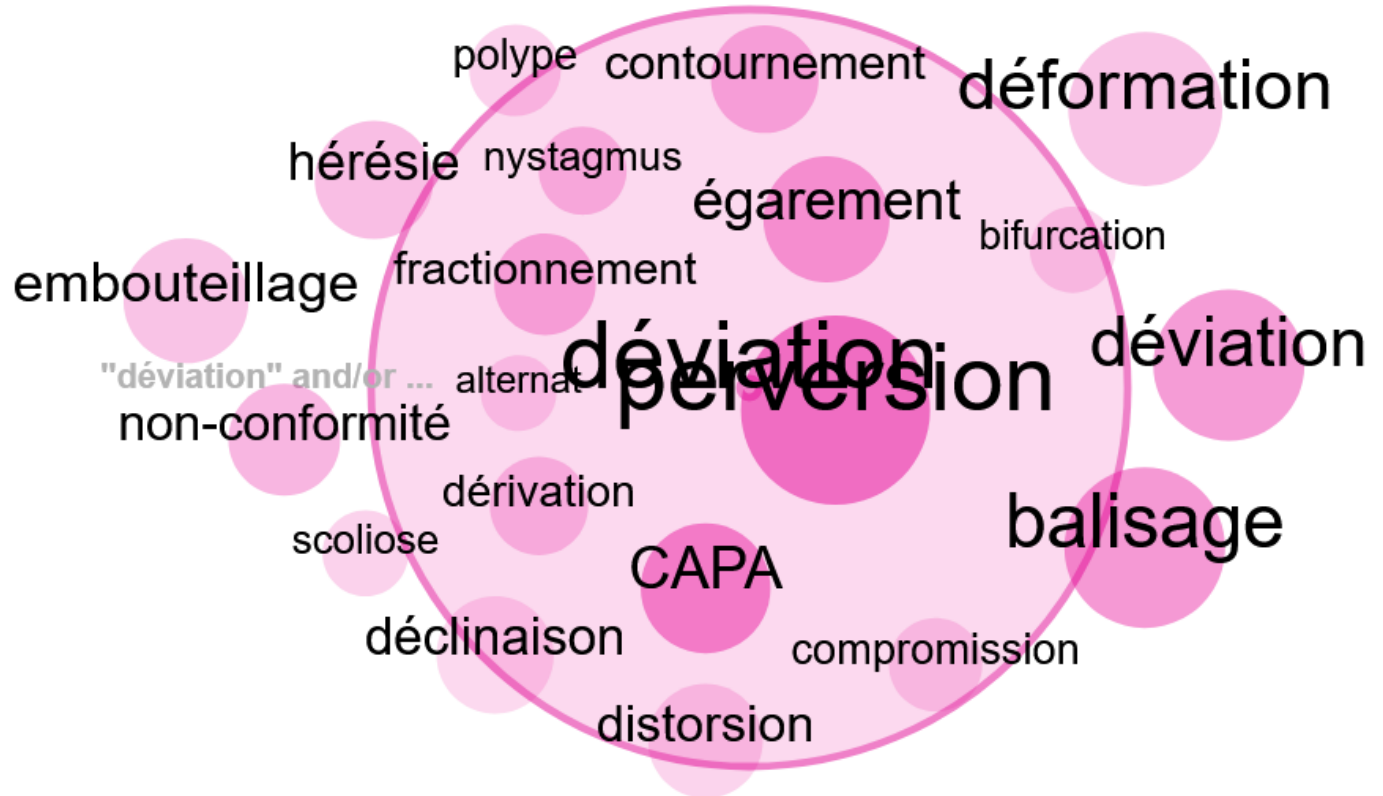 polype
contournement
déformation
hérésie
nystagmus
égarement
bifurcation
embouteillage
fractionnement
déviation
déviation
perversion
"déviation" and/or ...
alternat
non-conformité
dérivation
balisage
scoliose
CAPA
déclinaison
compromission
distorsion